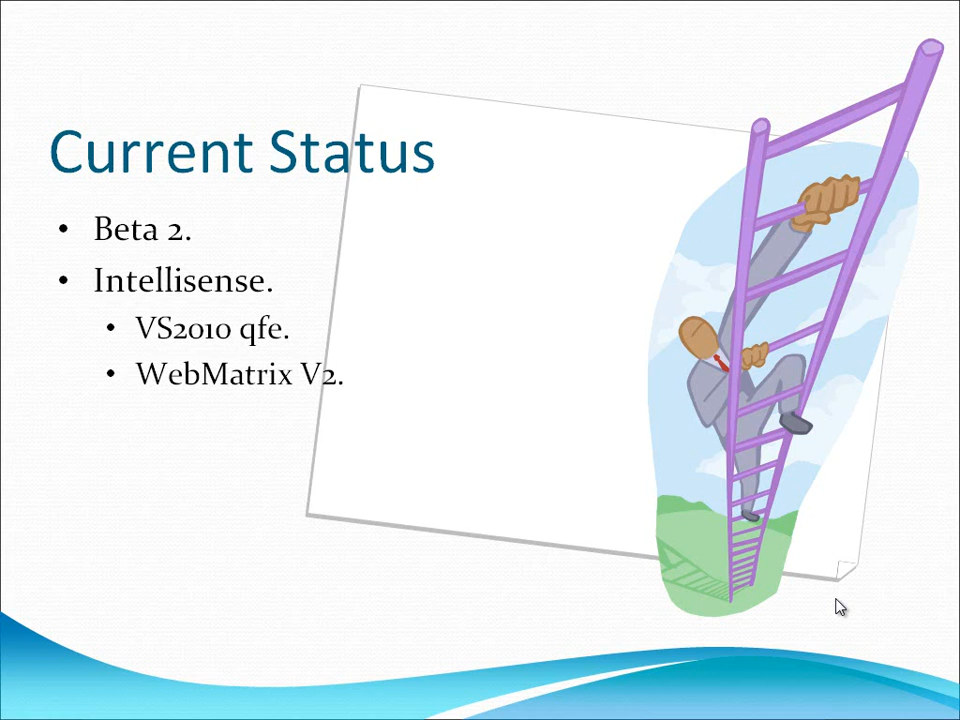 Current Status
• Beta 2.
• Intellisense.
• VS2010 qfe.
• WebMatrix V2.